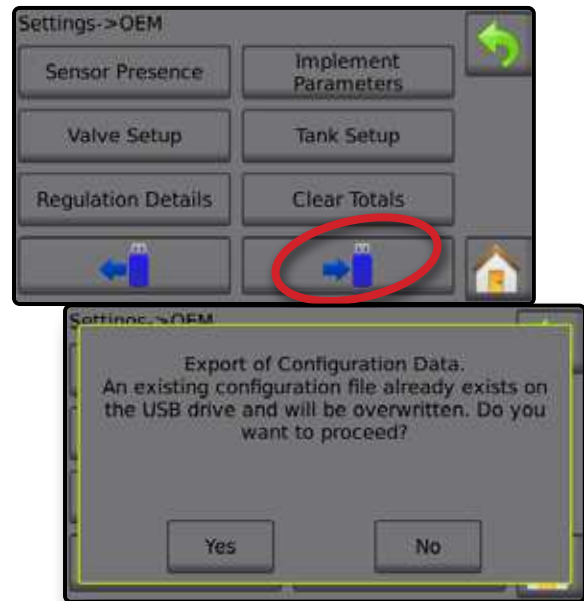 Settings->OEM
Sensor Presence
Implement
Parameters
Valve Setup
Tank Setup
Regulation Details
Clear Totals
Settings->OEM
Export of Configuration Data.
An existing configuration file already exists on
the USB drive and will be overwritten. Do you
want to proceed?
Yes
No